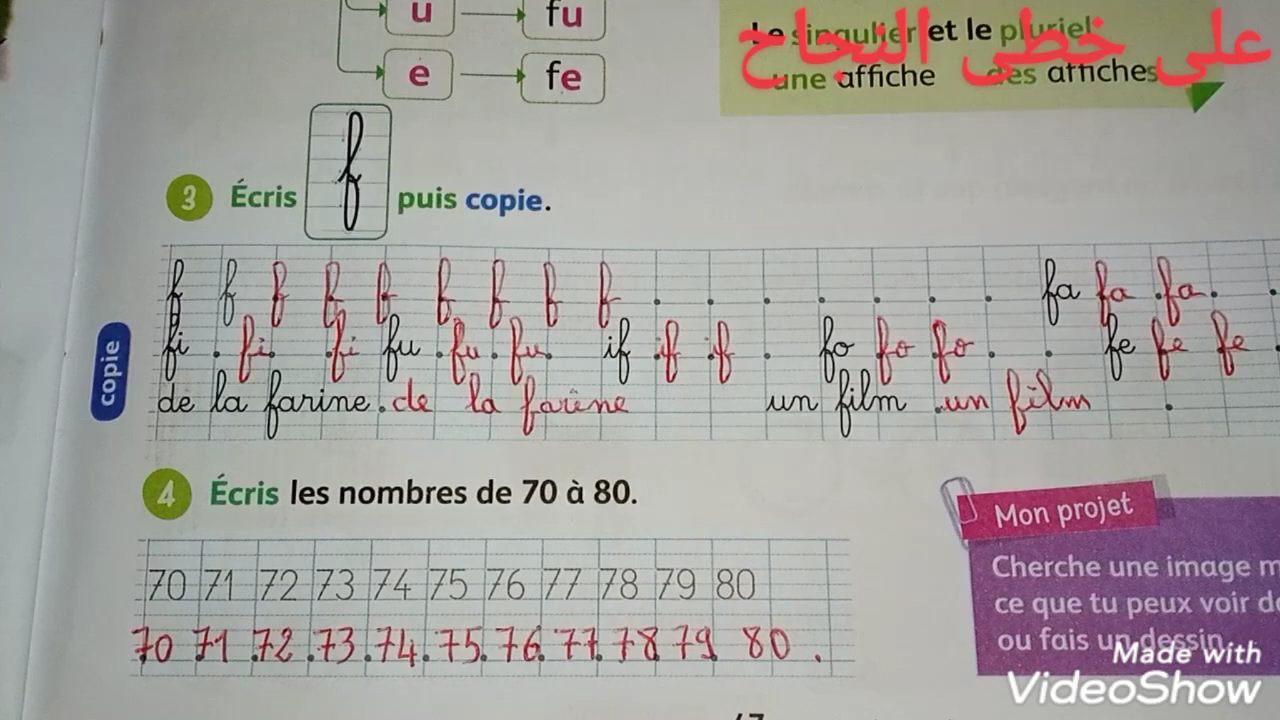 u fu
e fe
Le singulier et le pluriel
une affiche des affiches
على خطى النجاح
3 Écris f puis copie.
copie
f f f f f f f f f fa fa fa
fi fi fi fu fu fu if if if fo fo fo fe fe fe
de la farine de la farine un film un film
4 Écris les nombres de 70 à 80.
70 71 72 73 74 75 76 77 78 79 80
70 71 72 73 74 75 76 77 78 79 80
Mon projet
Cherche une image
ce que tu peux voir
ou fais un dessin
Made with
VideoShow